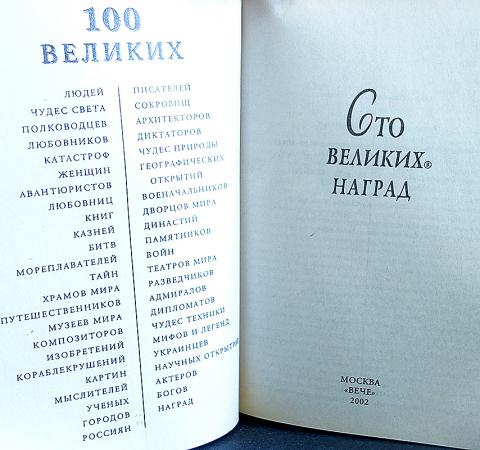 100
ВЕЛИКИХ
ЛЮДЕЙ
ЧУДЕС СВЕТА
ПОЛКОВОДЦЕВ
ЛЮБОВНИКОВ
КАТАСТРОФ
ЖЕНЩИН
АВАНТЮРИСТОВ
ЛЮБОВНИЦ
КНИГ
КАЗНЕЙ
БИТВ
МОРЕПЛАВАТЕЛЕЙ
ТАЙН
ХРАМОВ МИРА
ПУТЕШЕСТВЕННИКОВ
МУЗЕЕВ МИРА
КОМПОЗИТОРОВ
ИЗОБРЕТЕНИЙ
КОРАБЛЕКРУШЕНИЙ
КАРТИН
МЫСЛИТЕЛЕЙ
УЧЕНЫХ
ГОРОДОВ
РОССИЯН
ПИСАТЕЛЕЙ
СОКРОВИЩ
АРХИТЕКТОРОВ
ДИКТАТОРОВ
ЧУДЕС ПРИРОДЫ
ГЕОГРАФИЧЕСКИХ
ОТКРЫТИЙ
ВОЕНАЧАЛЬНИКОВ
ДВОРЦОВ МИРА
ДИНАСТИЙ
ПАМЯТНИКОВ
ВОЙН
ТЕАТРОВ МИРА
РАЗВЕДЧИКОВ
АДМИРАЛОВ
ДИПЛОМАТОВ
ЧУДЕС ТЕХНИКИ
МИФОВ И ЛЕГЕНД
УКРАИНЦЕВ
НАУЧНЫХ ОТКРЫТИЙ
АКТЕРОВ
БОГОВ
НАГРАД
Сто
ВЕЛИКИХ®
НАГРАД
МОСКВА
«ВЕЧЕ»
2002